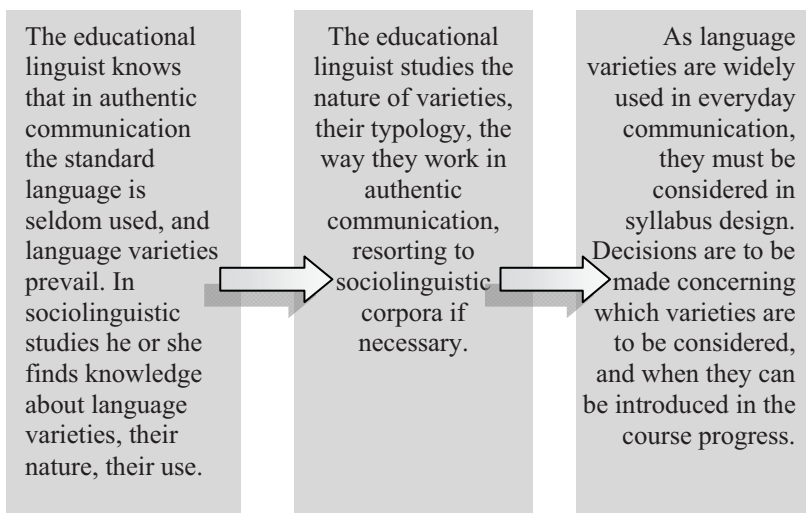 The educational
linguist knows
that in authentic
communication
the standard
language is
seldom used, and
language varieties
prevail. In
sociolinguistic
studies he or she
finds knowledge
about language
varieties, their
nature, their use.
The educational
linguist studies the
nature of varieties,
their typology, the
way they work in
authentic
communication,
resorting to
sociolinguistic
corpora if
necessary.
As language
varieties are widely
used in everyday
communication,
they must be
considered in
syllabus design.
Decisions are to be
made concerning
which varieties are
to be considered,
and when they can
be introduced in the
course progress.